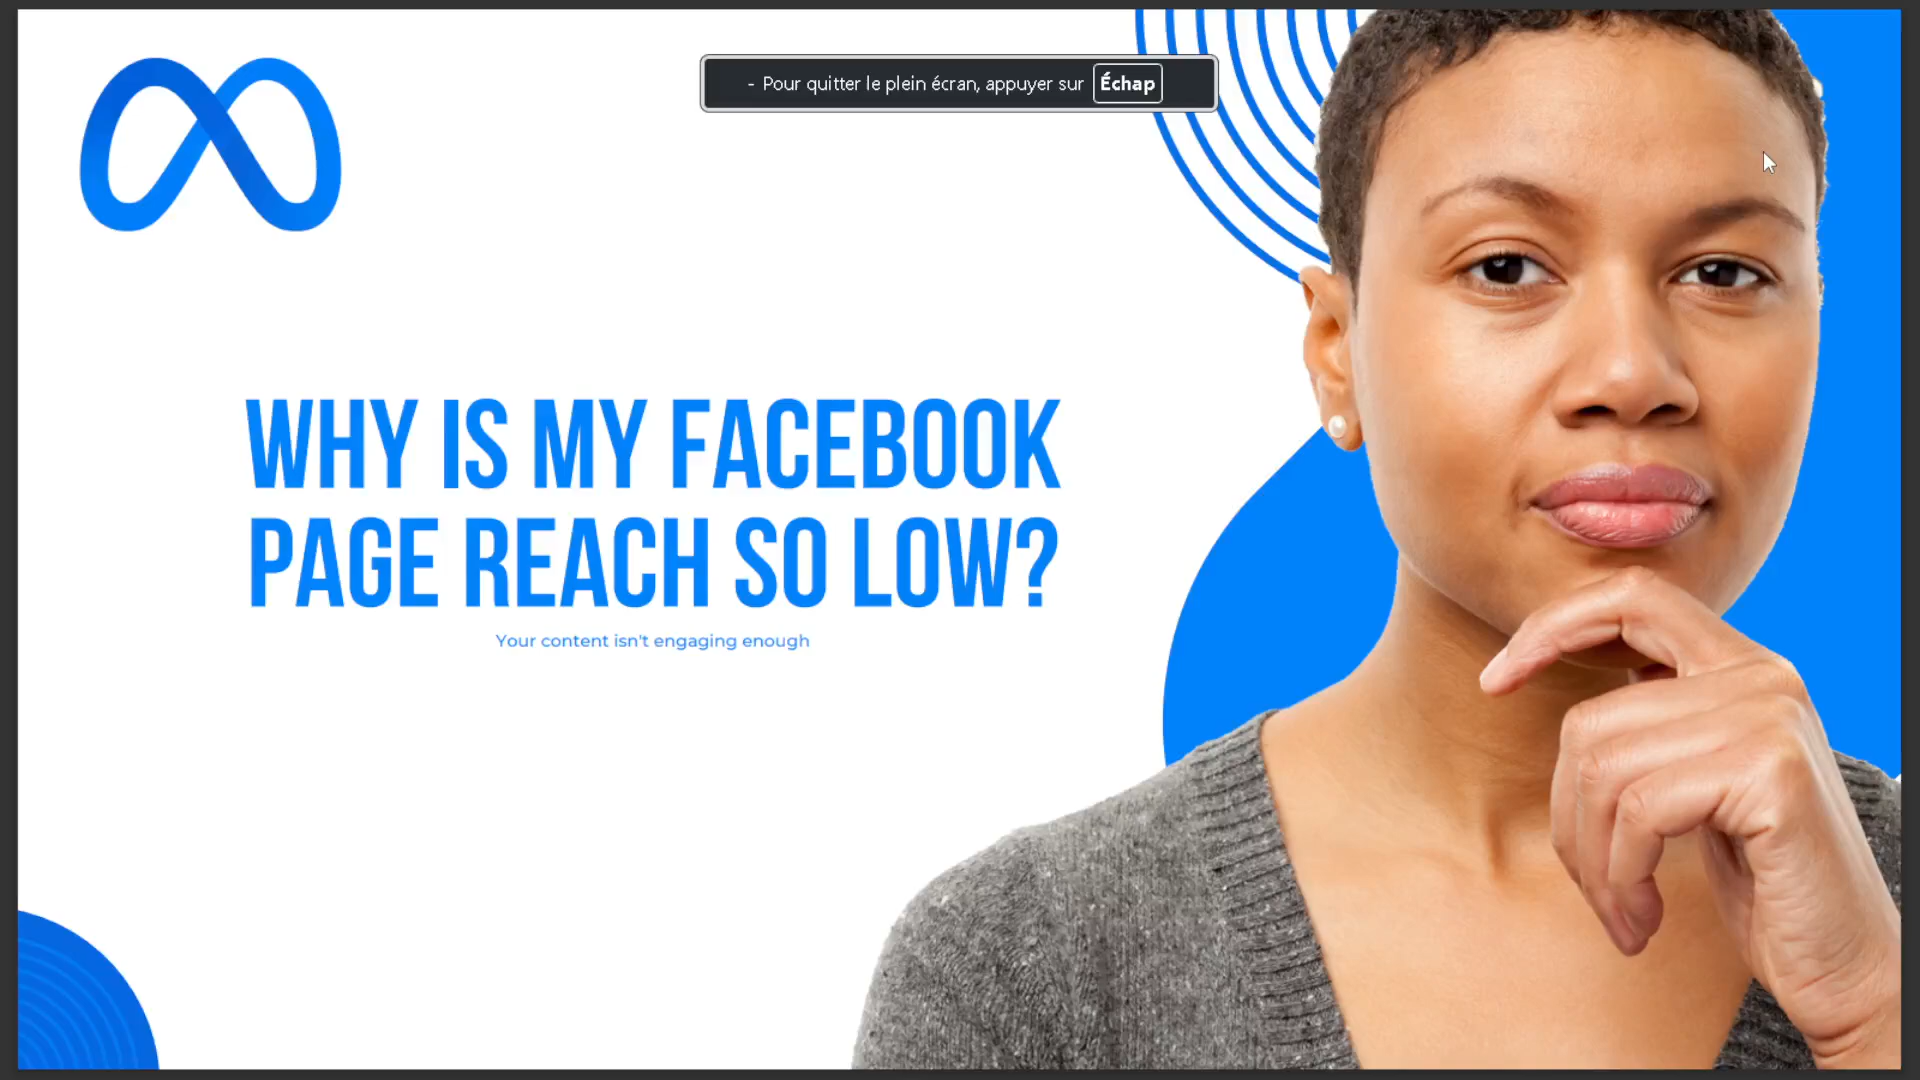 - Pour quitter le plein écran, appuyer sur Échap
WHY IS MY FACEBOOK
PAGE REACH SO LOW?
Your content isn't engaging enough